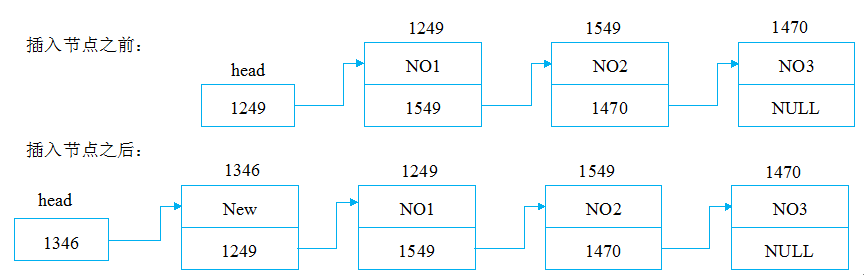 插入节点之前：
1249 1549 1470
head
NO1 NO2 NO3
1249 1549 1470 NULL
插入节点之后：
1346 1249 1549 1470
head
New NO1 NO2 NO3
1346 1249 1549 1470 NULL